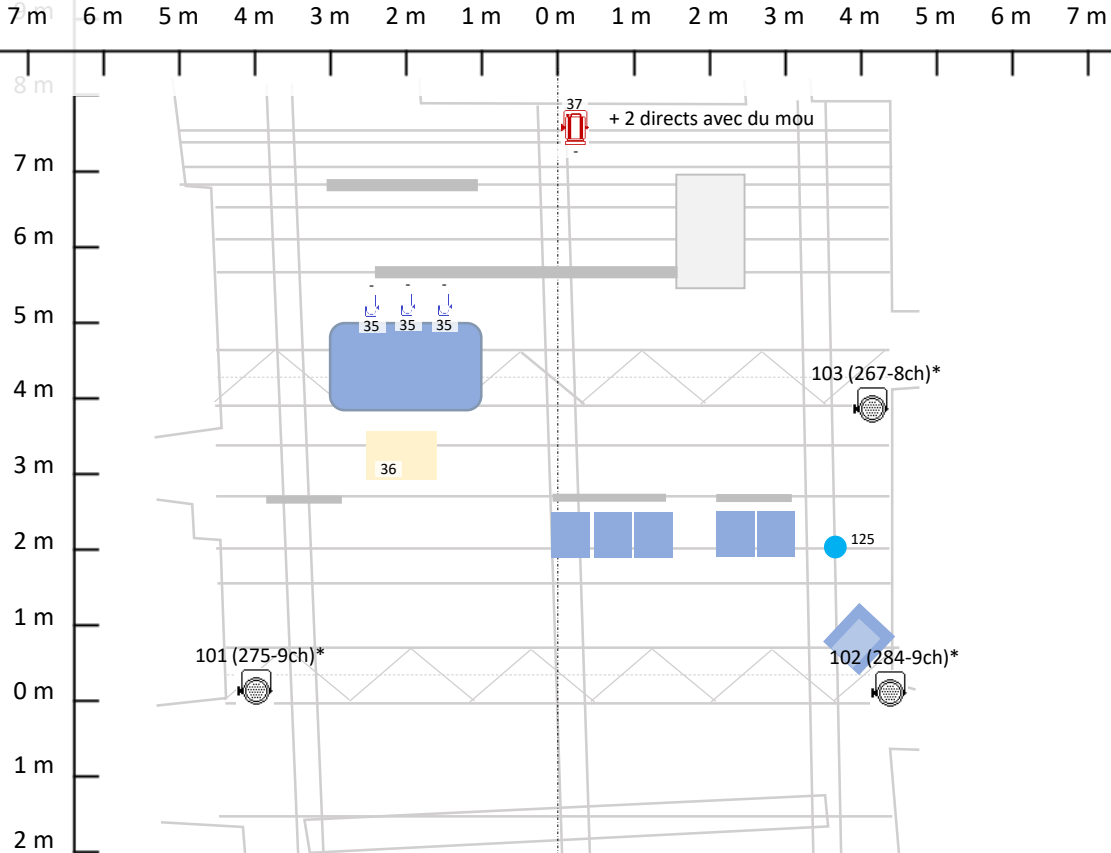 9 m
7 m 6 m 5 m 4 m 3 m 2 m 1 m 0 m 1 m 2 m 3 m 4 m 5 m 6 m 7 m
8 m
37
+ 2 directs avec du mou
-
7 m
6 m
- - -
5 m
35 35 35
103 (267-8ch)*
4 m
3 m
36
2 m
125
1 m
101 (275-9ch)*
102 (284-9ch)*
0 m
1 m
2 m